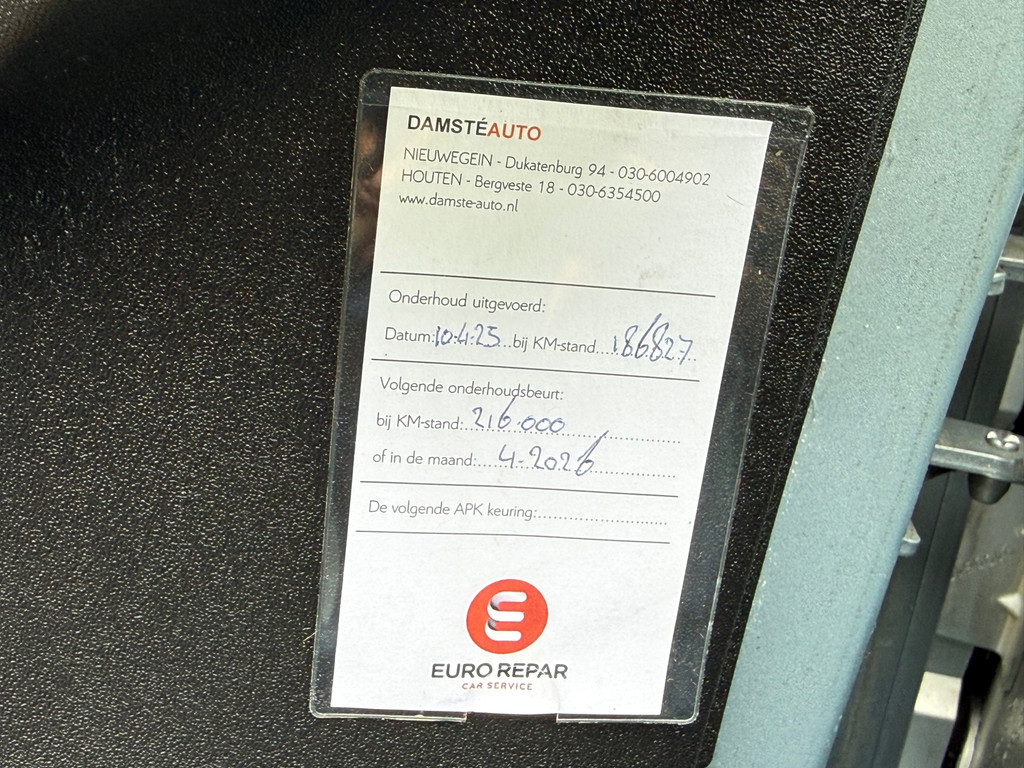 DAMSTÉAUTO
NIEUWEGEIN - Dukatenburg 94 - 030-6004902
HOUTEN - Bergveste 18 - 030-6354500
www.damste-auto.nl
Onderhoud uitgevoerd:
Datum:10.4.25...bij KM-stand....186827.
Volgende onderhoudsbeurt:
bij KM-stand:..216.000....................
of in de maand:.....4-2026....................
De volgende APK keuring:..........................
EURO REPAR
CAR SERVICE